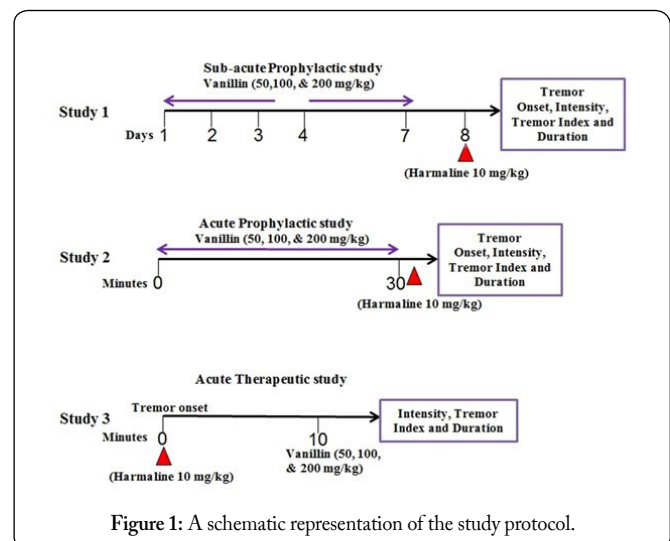 Sub-acute Prophylactic study
Vanillin (50,100, & 200 mg/kg)
Study 1
Days 1 2 3 4 7 8
(Harmaline 10 mg/kg)
Tremor
Onset, Intensity,
Tremor Index and
Duration
Acute Prophylactic study
Vanillin (50, 100, & 200 mg/kg)
Study 2
Minutes 0 30
(Harmaline 10 mg/kg)
Tremor
Onset, Intensity,
Tremor Index and
Duration
Acute Therapeutic study
Tremor onset
Study 3
Minutes 0 10
(Harmaline 10 mg/kg)
Vanillin (50, 100,
& 200 mg/kg)
Intensity, Tremor
Index and Duration
Figure 1: A schematic representation of the study protocol.